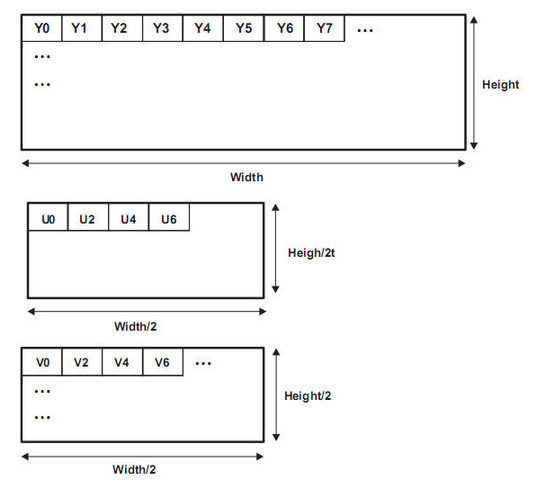 Y0 Y1 Y2 Y3 Y4 Y5 Y6 Y7 ...
...
...
Height
Width
U0 U2 U4 U6
Heigh/2t
Width/2
V0 V2 V4 V6 ...
...
...
Height/2
Width/2